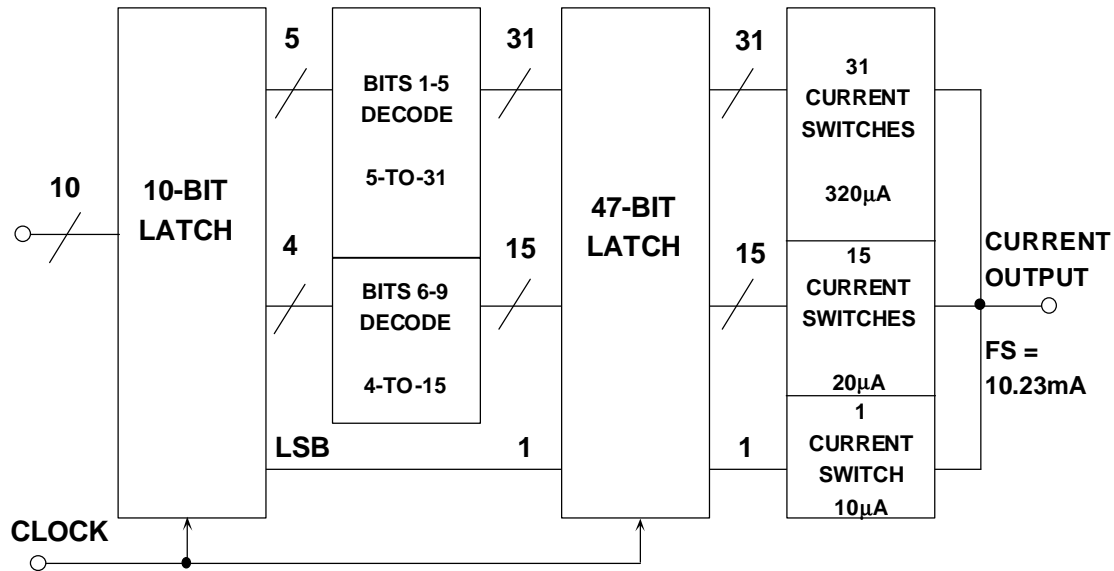 10
10-BIT
LATCH
5
4
LSB
BITS 1-5
DECODE
5-TO-31
BITS 6-9
DECODE
4-TO-15
31
15
1
47-BIT
LATCH
31
15
1
31
CURRENT
SWITCHES
320µA
15
CURRENT
SWITCHES
20µA
1
CURRENT
SWITCH
10µA
CURRENT
OUTPUT
FS =
10.23mA
CLOCK